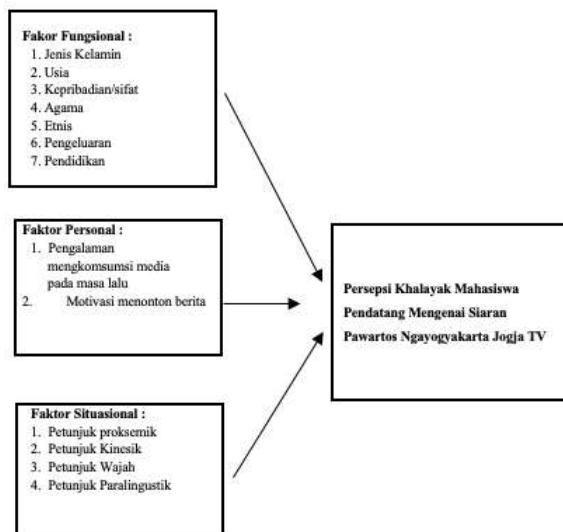 Fakor Fungsional :
1. Jenis Kelamin
2. Usia
3. Kepribadian/sifat
4. Agama
5. Etnis
6. Pengeluaran
7. Pendidikan
Faktor Personal :
1. Pengalaman
mengkomsumsi media
pada masa lalu
2. Motivasi menonton berita
Persepsi Khalayak Mahasiswa
Pendatang Mengenai Siaran
Pawartos Ngayogyakarta Jogja TV
Faktor Situasional :
1. Petunjuk proksemik
2. Petunjuk Kinesik
3. Petunjuk Wajah
4. Petunjuk Paralingustik